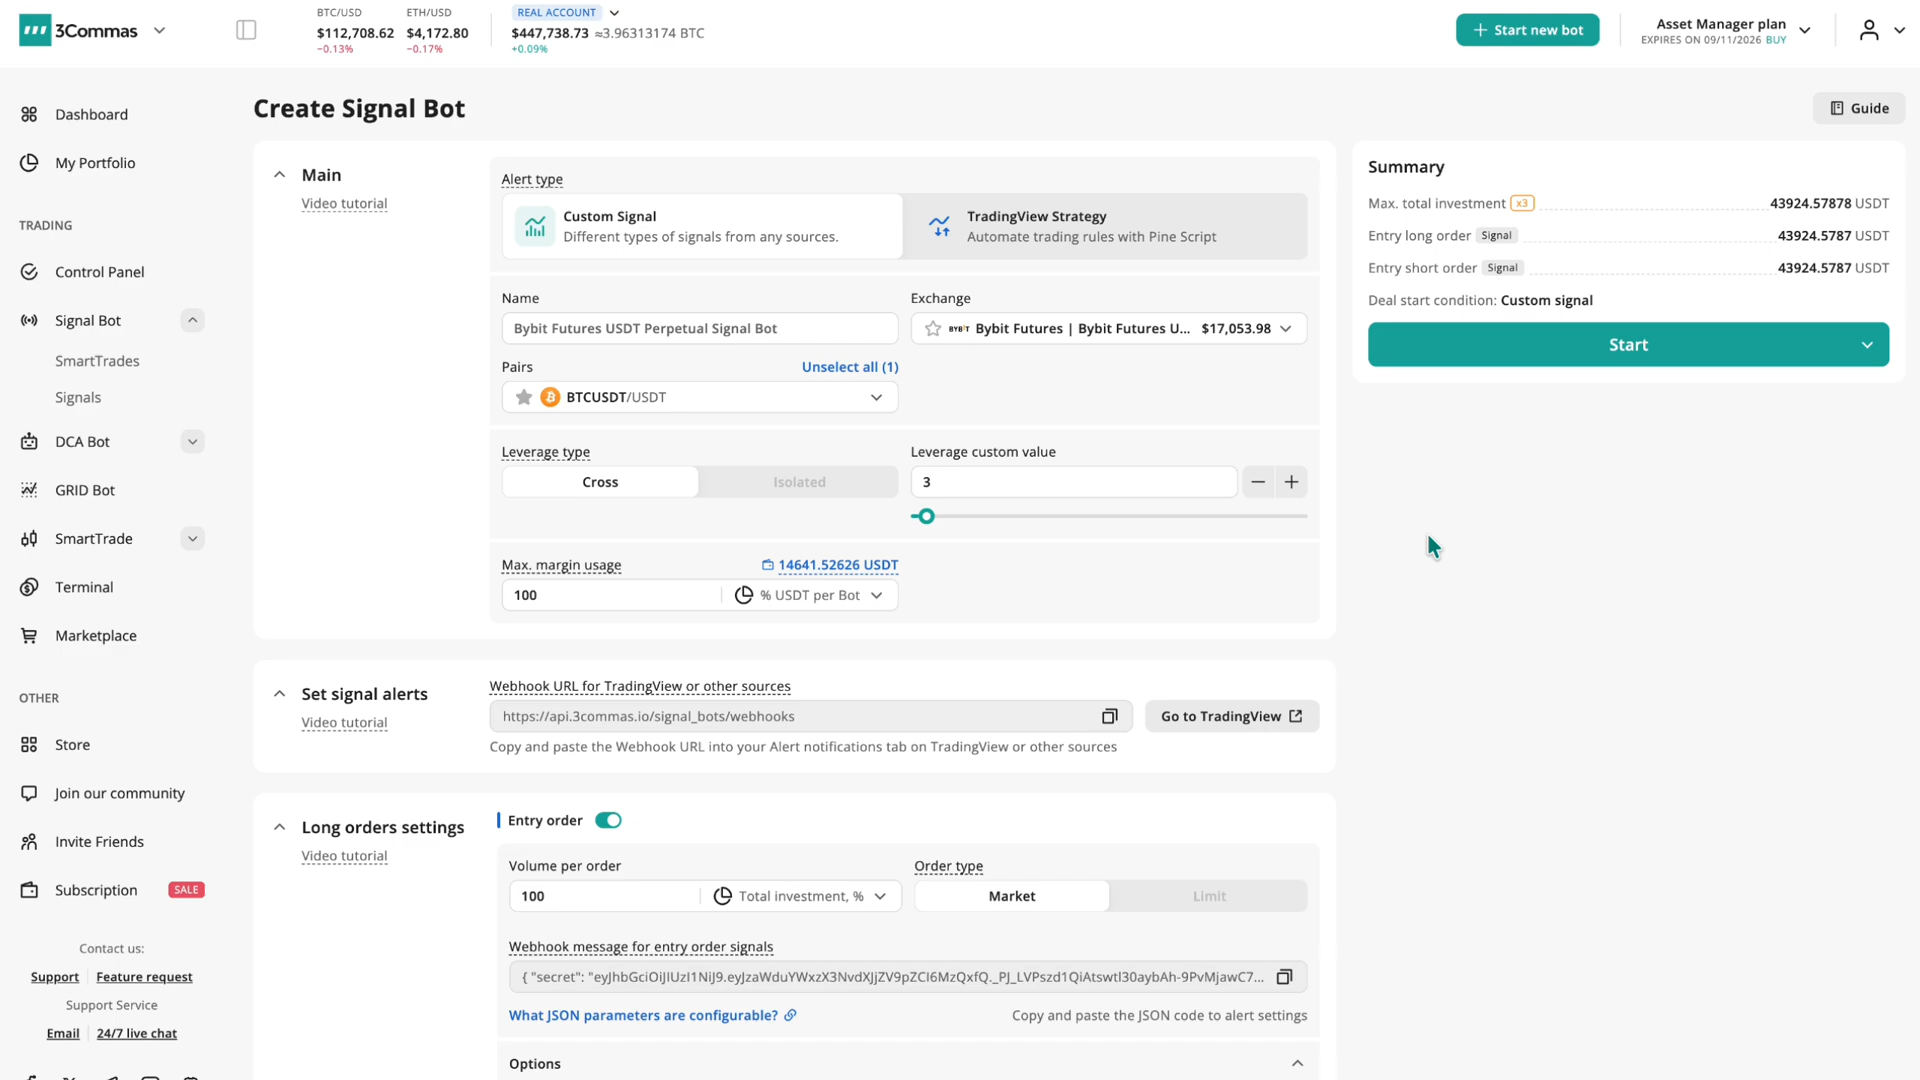 3Commas
BTC/USD
$112,708.62
−0.13%
ETH/USD
$4,172.80
−0.17%
REAL ACCOUNT
$447,738.73 ≈3.96313174 BTC
+0.09%
+ Start new bot
Asset Manager plan
EXPIRES ON 09/11/2026 BUY
Dashboard
My Portfolio
TRADING
Control Panel
Signal Bot
SmartTrades
Signals
DCA Bot
GRID Bot
SmartTrade
Terminal
Marketplace
OTHER
Store
Join our community
Invite Friends
Subscription SALE
Contact us:
Support Feature request
Support Service
Email 24/7 live chat
Create Signal Bot
Guide
Main
Video tutorial
Alert type
Custom Signal
Different types of signals from any sources.
TradingView Strategy
Automate trading rules with Pine Script
Name
Bybit Futures USDT Perpetual Signal Bot
Exchange
BYBIT Bybit Futures | Bybit Futures U... $17,053.98
Pairs Unselect all (1)
BTCUSDT/USDT
Leverage type
Cross Isolated
Leverage custom value
3
Max. margin usage 14641.52626 USDT
100 % USDT per Bot
Set signal alerts
Video tutorial
Webhook URL for TradingView or other sources
https://api.3commas.io/signal_bots/webhooks
Go to TradingView
Copy and paste the Webhook URL into your Alert notifications tab on TradingView or other sources
Long orders settings
Video tutorial
Entry order
Volume per order
100 Total investment, %
Order type
Market Limit
Webhook message for entry order signals
{ "secret": "eyJhbGciOiJIUzI1NiJ9.eyJzaWduYWxzX3NvdXJjZV9pZCI6MzQxfQ._PJ_LVPszd1QiAtswtl30aybAh-9PvMjawC7...
What JSON parameters are configurable?
Copy and paste the JSON code to alert settings
Options
Summary
Max. total investment x3 43924.57878 USDT
Entry long order Signal 43924.5787 USDT
Entry short order Signal 43924.5787 USDT
Deal start condition: Custom signal
Start